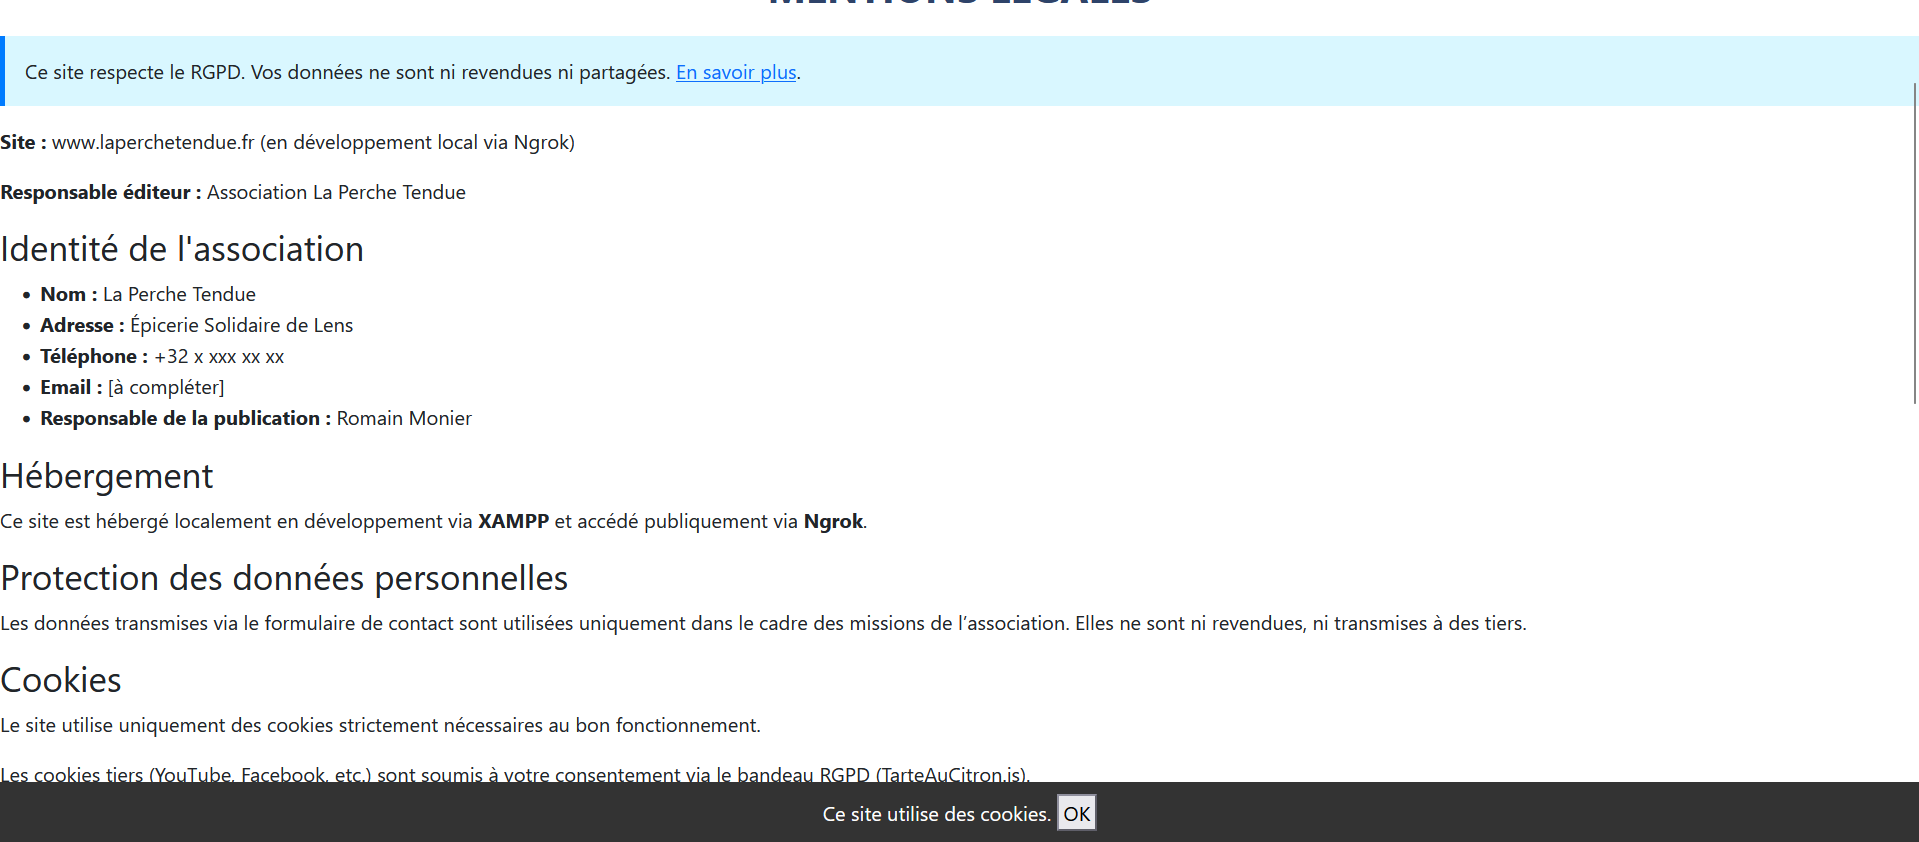 MENTIONS LÉGALES
Ce site respecte le RGPD. Vos données ne sont ni revendues ni partagées. En savoir plus.
Site : www.laperchetendue.fr (en développement local via Ngrok)
Responsable éditeur : Association La Perche Tendue
Identité de l'association
Nom : La Perche Tendue
Adresse : Épicerie Solidaire de Lens
Téléphone : +32 x xxx xx xx
Email : [à compléter]
Responsable de la publication : Romain Monier
Hébergement
Ce site est hébergé localement en développement via XAMPP et accédé publiquement via Ngrok.
Protection des données personnelles
Les données transmises via le formulaire de contact sont utilisées uniquement dans le cadre des missions de l’association. Elles ne sont ni revendues, ni transmises à des tiers.
Cookies
Le site utilise uniquement des cookies strictement nécessaires au bon fonctionnement.
Les cookies tiers (YouTube, Facebook, etc.) sont soumis à votre consentement via le bandeau RGPD (TarteAuCitron.js).
Ce site utilise des cookies. OK